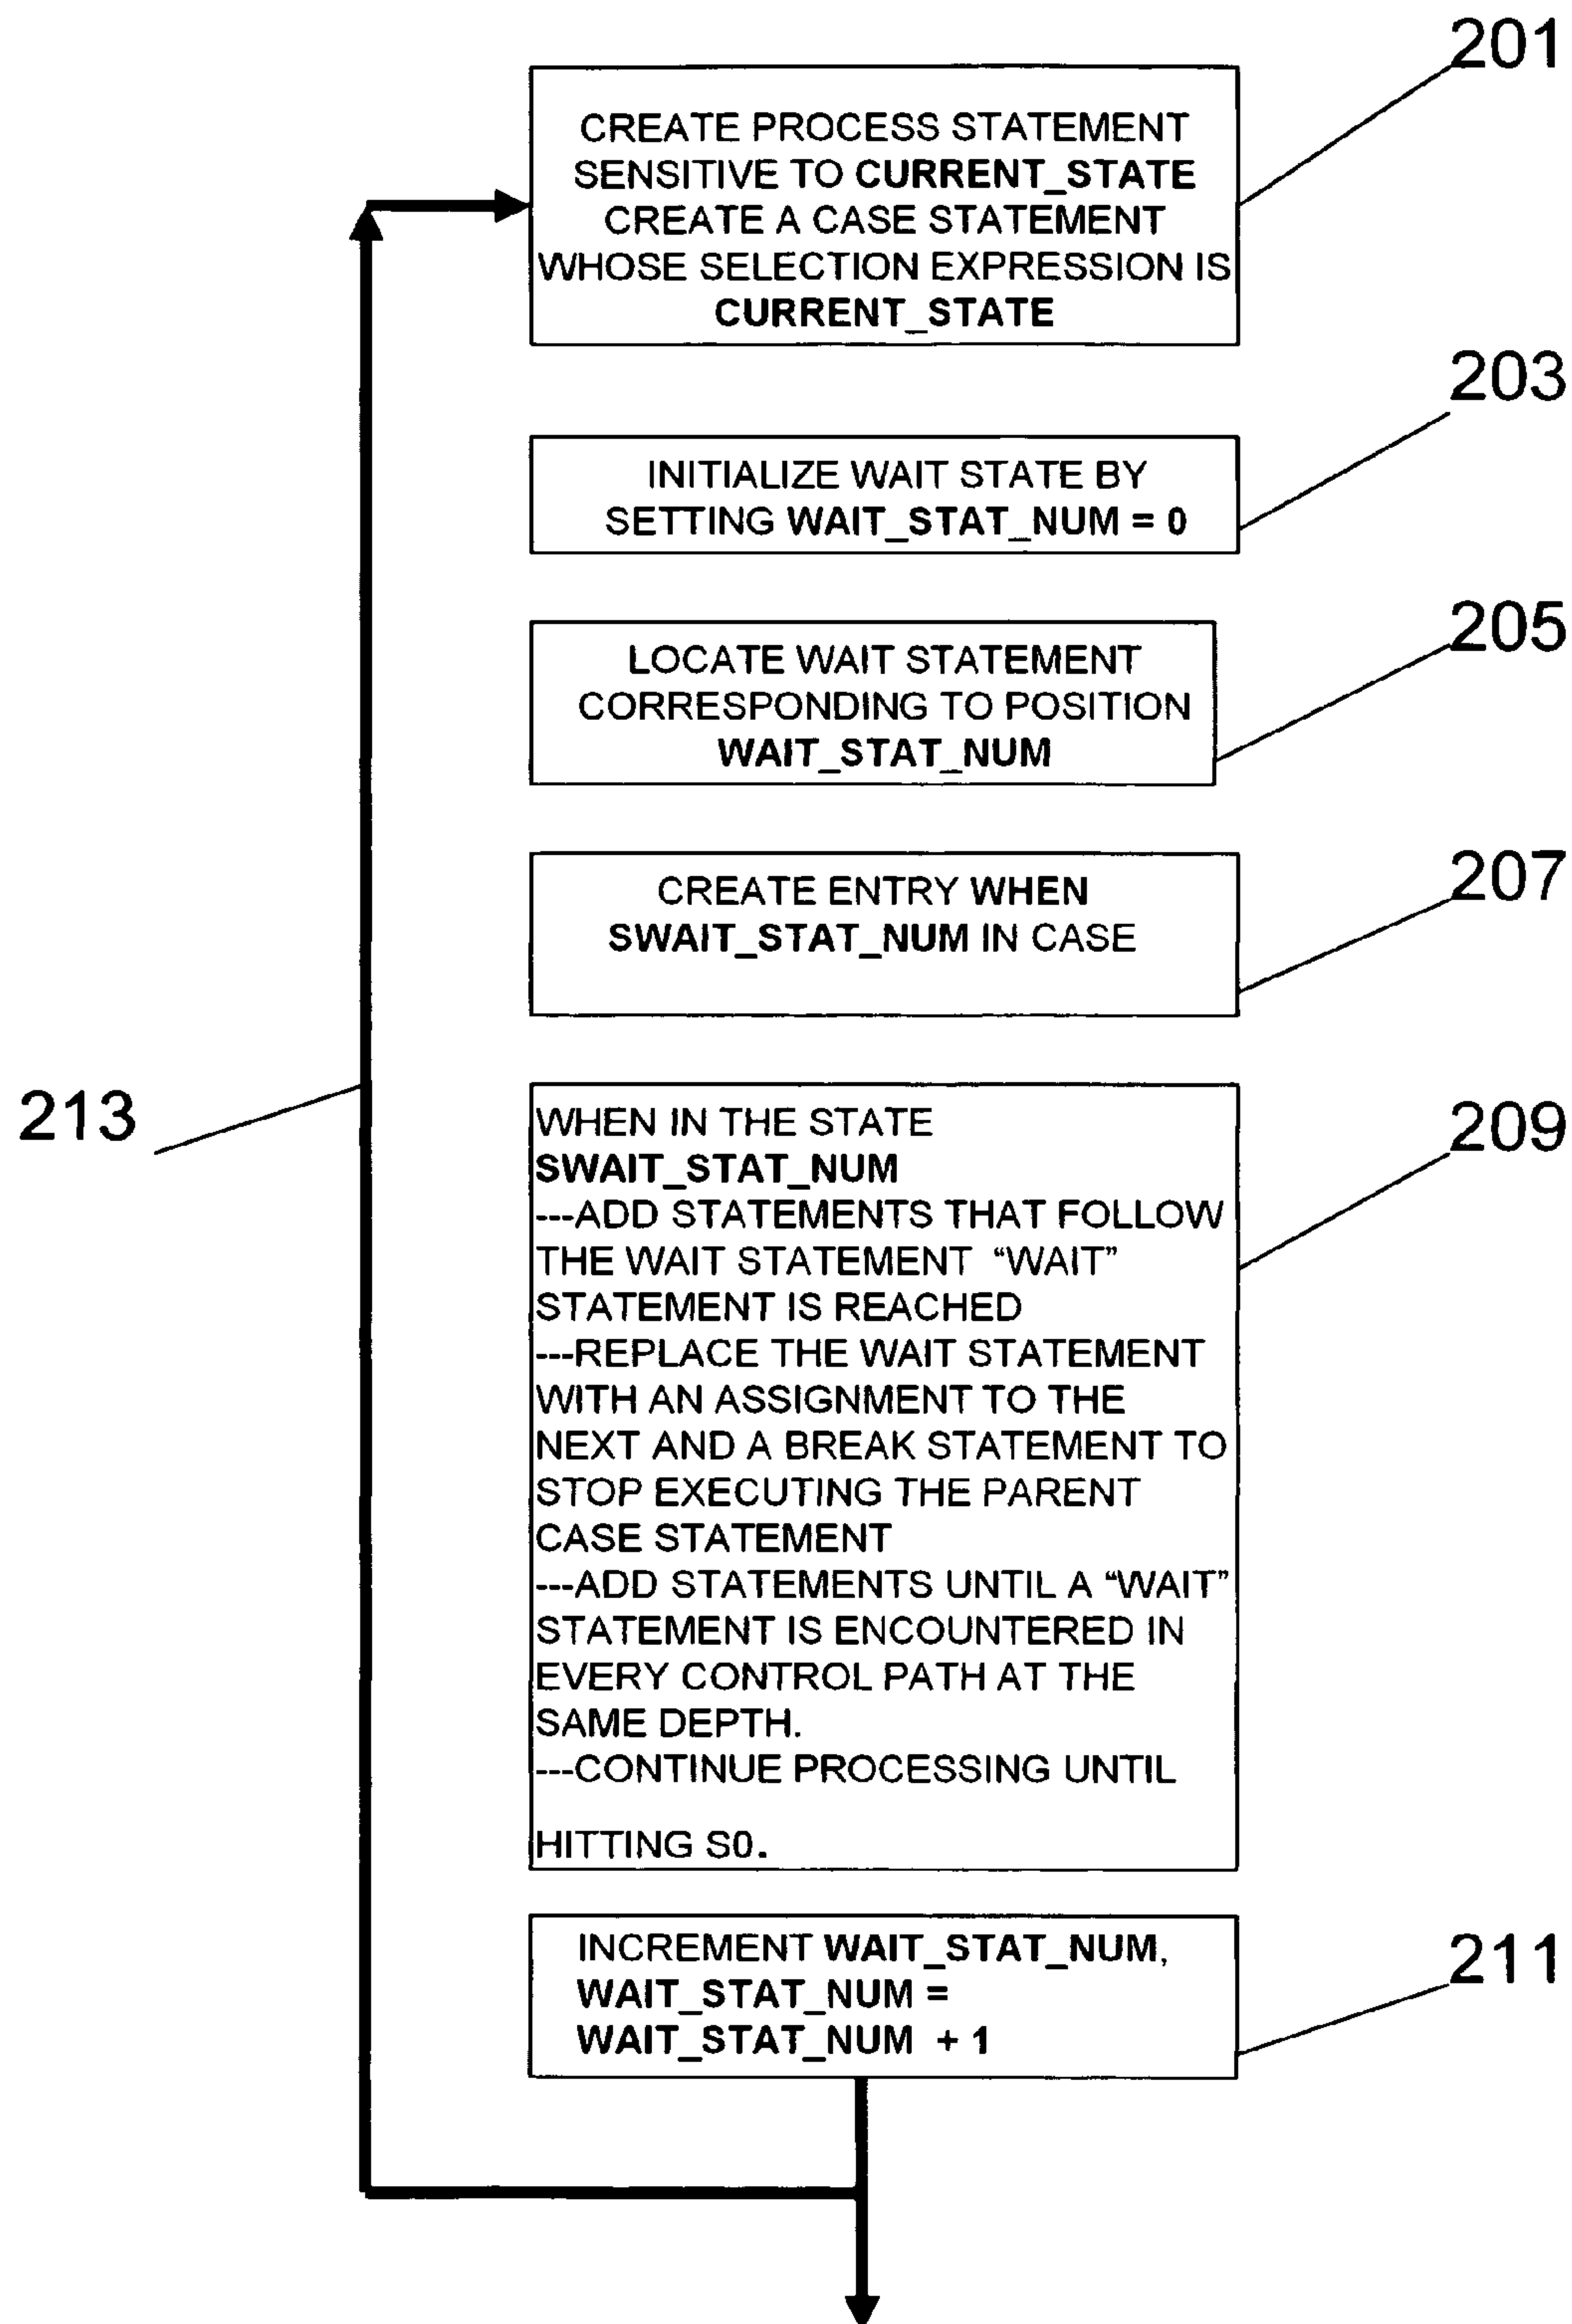 201
CREATE PROCESS STATEMENT
SENSITIVE TO CURRENT_STATE
CREATE A CASE STATEMENT
WHOSE SELECTION EXPRESSION IS
CURRENT_STATE
203
INITIALIZE WAIT STATE BY
SETTING WAIT_STAT_NUM = 0
205
LOCATE WAIT STATEMENT
CORRESPONDING TO POSITION
WAIT_STAT_NUM
207
CREATE ENTRY WHEN
SWAIT_STAT_NUM IN CASE
213
209
WHEN IN THE STATE
SWAIT_STAT_NUM
---ADD STATEMENTS THAT FOLLOW
THE WAIT STATEMENT “WAIT”
STATEMENT IS REACHED
---REPLACE THE WAIT STATEMENT
WITH AN ASSIGNMENT TO THE
NEXT AND A BREAK STATEMENT TO
STOP EXECUTING THE PARENT
CASE STATEMENT
---ADD STATEMENTS UNTIL A “WAIT”
STATEMENT IS ENCOUNTERED IN
EVERY CONTROL PATH AT THE
SAME DEPTH.
---CONTINUE PROCESSING UNTIL
HITTING S0.
211
INCREMENT WAIT_STAT_NUM,
WAIT_STAT_NUM =
WAIT_STAT_NUM + 1